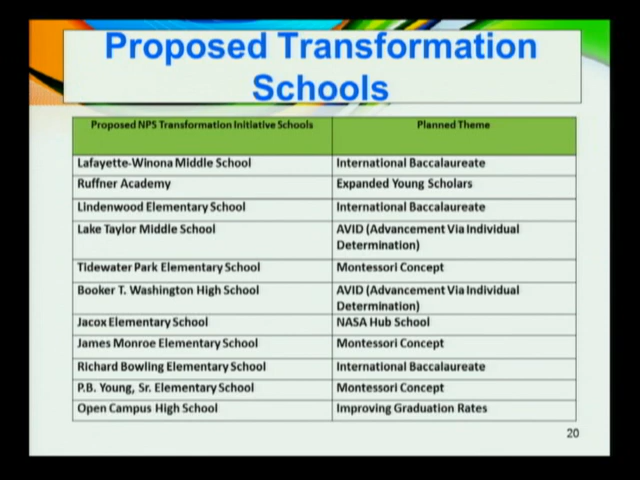 Proposed Transformation
Schools
Proposed NPS Transformation Initiative Schools Planned Theme
Lafayette-Winona Middle School International Baccalaureate
Ruffner Academy Expanded Young Scholars
Lindenwood Elementary School International Baccalaureate
Lake Taylor Middle School AVID (Advancement Via Individual
Determination)
Tidewater Park Elementary School Montessori Concept
Booker T. Washington High School AVID (Advancement Via Individual
Determination)
Jacox Elementary School NASA Hub School
James Monroe Elementary School Montessori Concept
Richard Bowling Elementary School International Baccalaureate
P.B. Young, Sr. Elementary School Montessori Concept
Open Campus High School Improving Graduation Rates
20